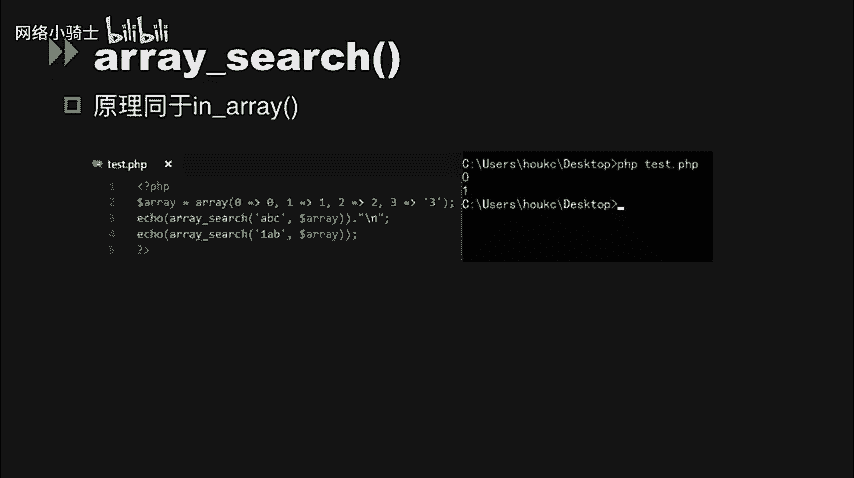 网络小骑士 bilibili
array_search()
原理同于in_array()
test.php ×
1 <?php
2 $array = array(0 => 0, 1 => 1, 2 => 2, 3 => '3');
3 echo(array_search('abc', $array))."\n";
4 echo(array_search('1ab', $array));
5 ?>
C:\Users\houkc\Desktop>php test.php
0
1
C:\Users\houkc\Desktop>